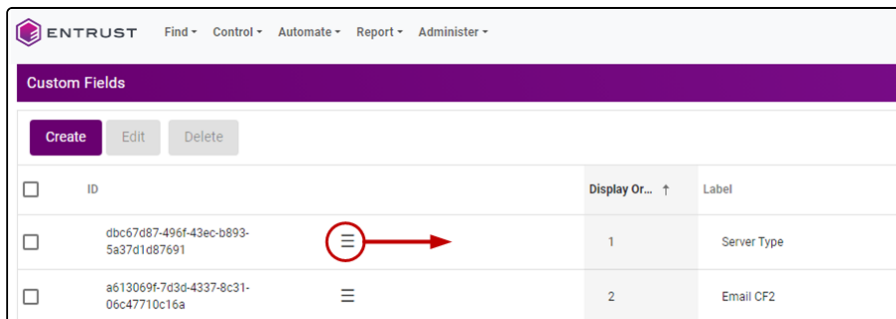 ENTRUST Find Control Automate Report Administer
Custom Fields
Create Edit Delete
ID Display Or... ↑ Label
dbc67d87-496f-43ec-b893-
5a37d1d87691
1 Server Type
a613069f-7d3d-4337-8c31-
06c47710c16a
2 Email CF2